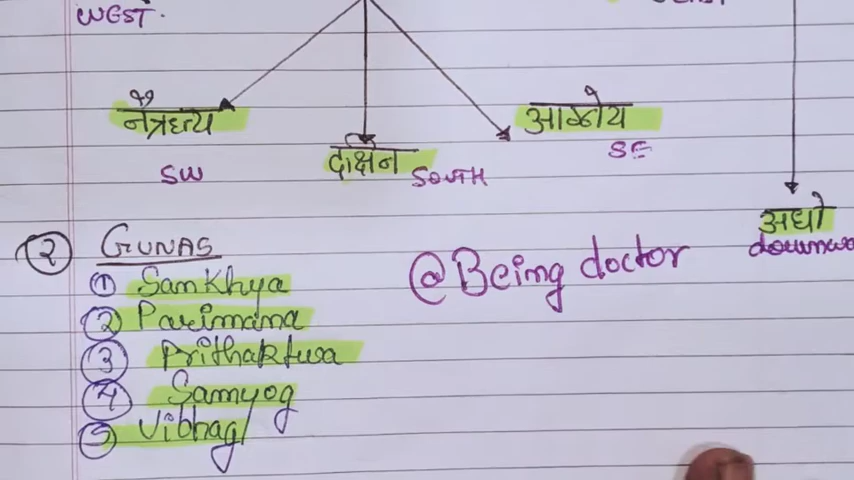 WEST.
नैऋत्य
SW
दक्षिन SOUTH
आग्नेय
SE
अधो
downwa
② GUNAS
① Samkhya
② Parimana
③ Prithaktwa
④ Samyog
⑤ Vibhag
@Being doctor